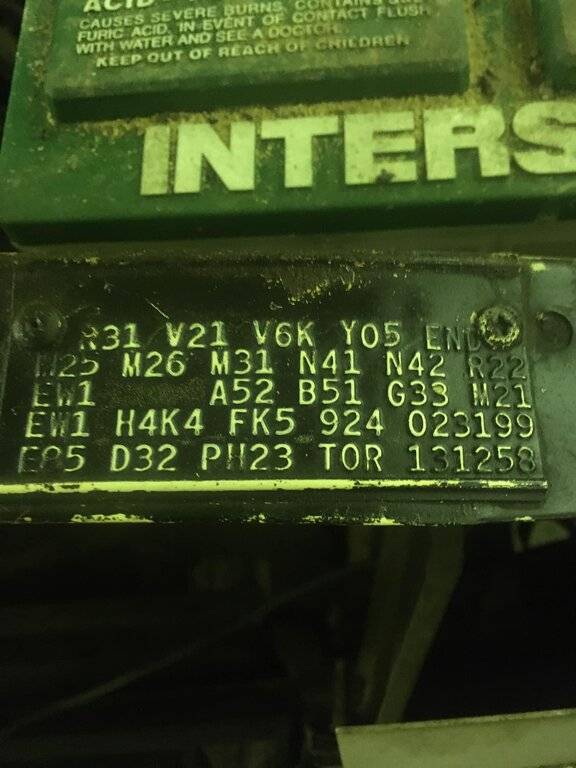 ACID
CAUSES SEVERE BURNS, CONTAINS
FURIC ACID, IN EVENT OF CONTACT FLUSH
WITH WATER AND SEE A DOCTOR.
KEEP OUT OF REACH OF CHILDREN
INTERS
R31 V21 V6K Y05 END
M25 M26 M31 N41 N42 R22
EW1 A52 B51 G33 M21
EW1 H4K4 FK5 924 023199
E85 D32 PH23 TOR 131258